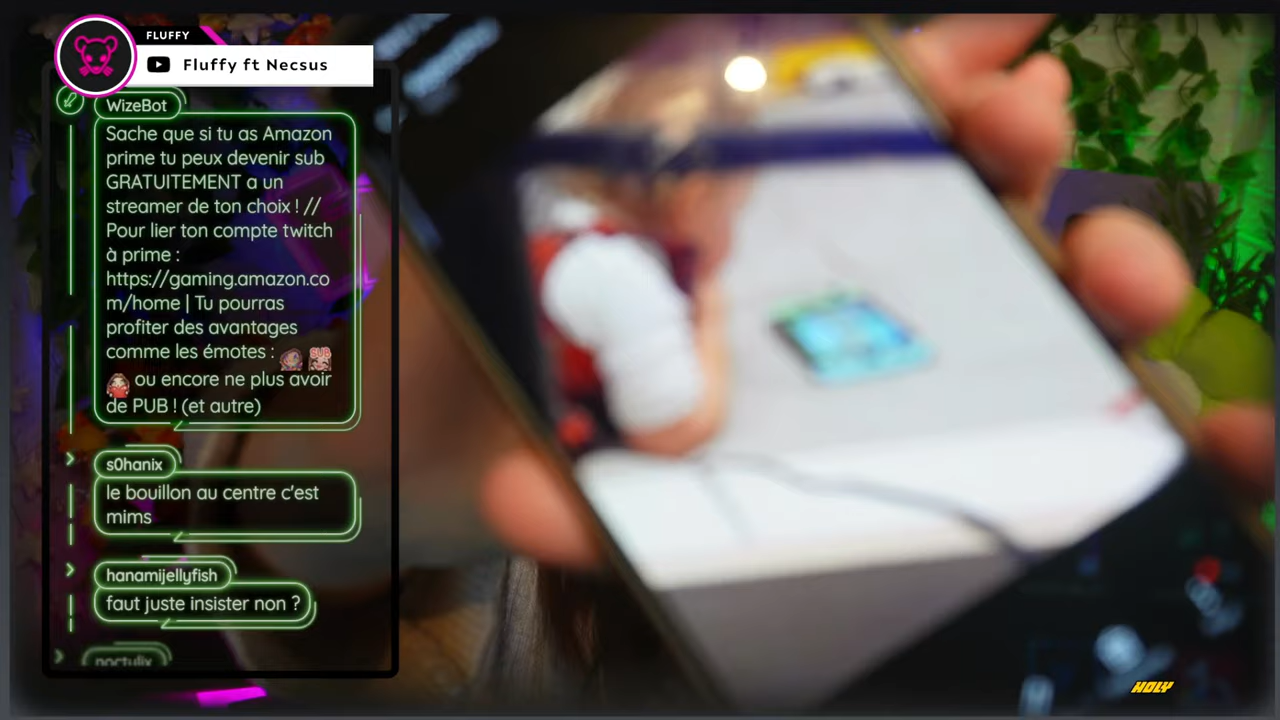 FLUFFY
Fluffy ft Necsus
WizeBot
Sache que si tu as Amazon
prime tu peux devenir sub
GRATUITEMENT a un
streamer de ton choix ! //
Pour lier ton compte twitch
à prime :
https://gaming.amazon.co
m/home | Tu pourras
profiter des avantages
comme les émotes :
SUB
ou encore ne plus avoir
de PUB ! (et autre)
s0hanix
le bouillon au centre c'est
mims
hanamijellyfish
faut juste insister non ?
noctulix
HOLY